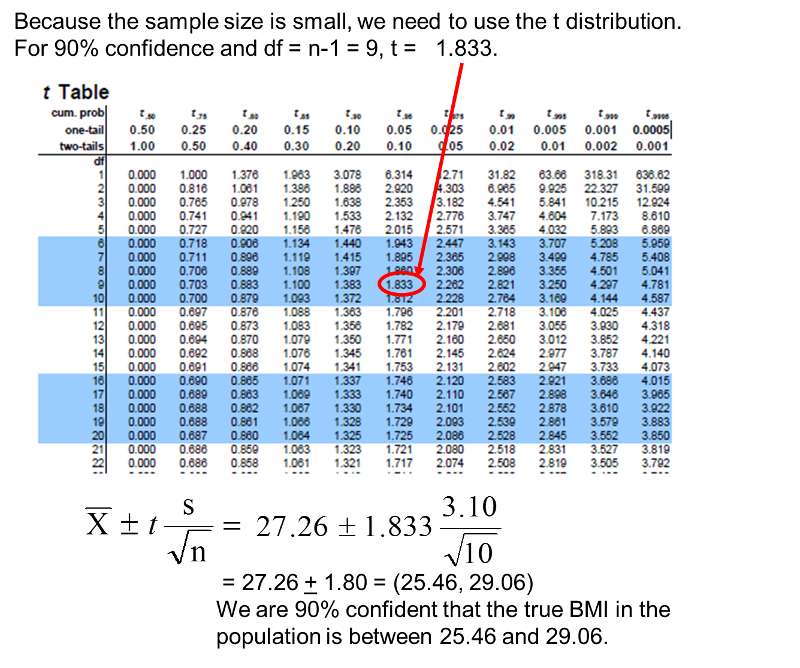 Because the sample size is small, we need to use the t distribution.
For 90% confidence and df = n-1 = 9, t = 1.833.
t Table
cum. prob t.50 t.75 t.80 t.85 t.90 t.95 t.975 t.99 t.995 t.999 t.9995
one-tail 0.50 0.25 0.20 0.15 0.10 0.05 0.025 0.01 0.005 0.001 0.0005
two-tails 1.00 0.50 0.40 0.30 0.20 0.10 0.05 0.02 0.01 0.002 0.001
df
1 0.000 1.000 1.376 1.963 3.078 6.314 2.71 31.82 63.66 318.31 636.62
2 0.000 0.816 1.061 1.386 1.886 2.920 4.303 6.965 9.925 22.327 31.599
3 0.000 0.765 0.978 1.250 1.638 2.353 3.182 4.541 5.841 10.215 12.924
4 0.000 0.741 0.941 1.190 1.533 2.132 2.776 3.747 4.604 7.173 8.610
5 0.000 0.727 0.920 1.156 1.476 2.015 2.571 3.365 4.032 5.893 6.869
6 0.000 0.718 0.906 1.134 1.440 1.943 2.447 3.143 3.707 5.208 5.959
7 0.000 0.711 0.896 1.119 1.415 1.895 2.365 2.998 3.499 4.785 5.408
8 0.000 0.706 0.889 1.108 1.397 1.860 2.306 2.896 3.355 4.501 5.041
9 0.000 0.703 0.883 1.100 1.383 1.833 2.262 2.821 3.250 4.297 4.781
10 0.000 0.700 0.879 1.093 1.372 1.812 2.228 2.764 3.169 4.144 4.587
11 0.000 0.697 0.876 1.088 1.363 1.796 2.201 2.718 3.106 4.025 4.437
12 0.000 0.695 0.873 1.083 1.356 1.782 2.179 2.681 3.055 3.930 4.318
13 0.000 0.694 0.870 1.079 1.350 1.771 2.160 2.650 3.012 3.852 4.221
14 0.000 0.692 0.868 1.076 1.345 1.761 2.145 2.624 2.977 3.787 4.140
15 0.000 0.691 0.866 1.074 1.341 1.753 2.131 2.602 2.947 3.733 4.073
16 0.000 0.690 0.865 1.071 1.337 1.746 2.120 2.583 2.921 3.686 4.015
17 0.000 0.689 0.863 1.069 1.333 1.740 2.110 2.567 2.898 3.646 3.965
18 0.000 0.688 0.862 1.067 1.330 1.734 2.101 2.552 2.878 3.610 3.922
19 0.000 0.688 0.861 1.066 1.328 1.729 2.093 2.539 2.861 3.579 3.883
20 0.000 0.687 0.860 1.064 1.325 1.725 2.086 2.528 2.845 3.552 3.850
21 0.000 0.686 0.859 1.063 1.323 1.721 2.080 2.518 2.831 3.527 3.819
22 0.000 0.686 0.858 1.061 1.321 1.717 2.074 2.508 2.819 3.505 3.792
X̅ ± t s/√n = 27.26 ± 1.833 3.10/√10
= 27.26 ± 1.80 = (25.46, 29.06)
We are 90% confident that the true BMI in the
population is between 25.46 and 29.06.